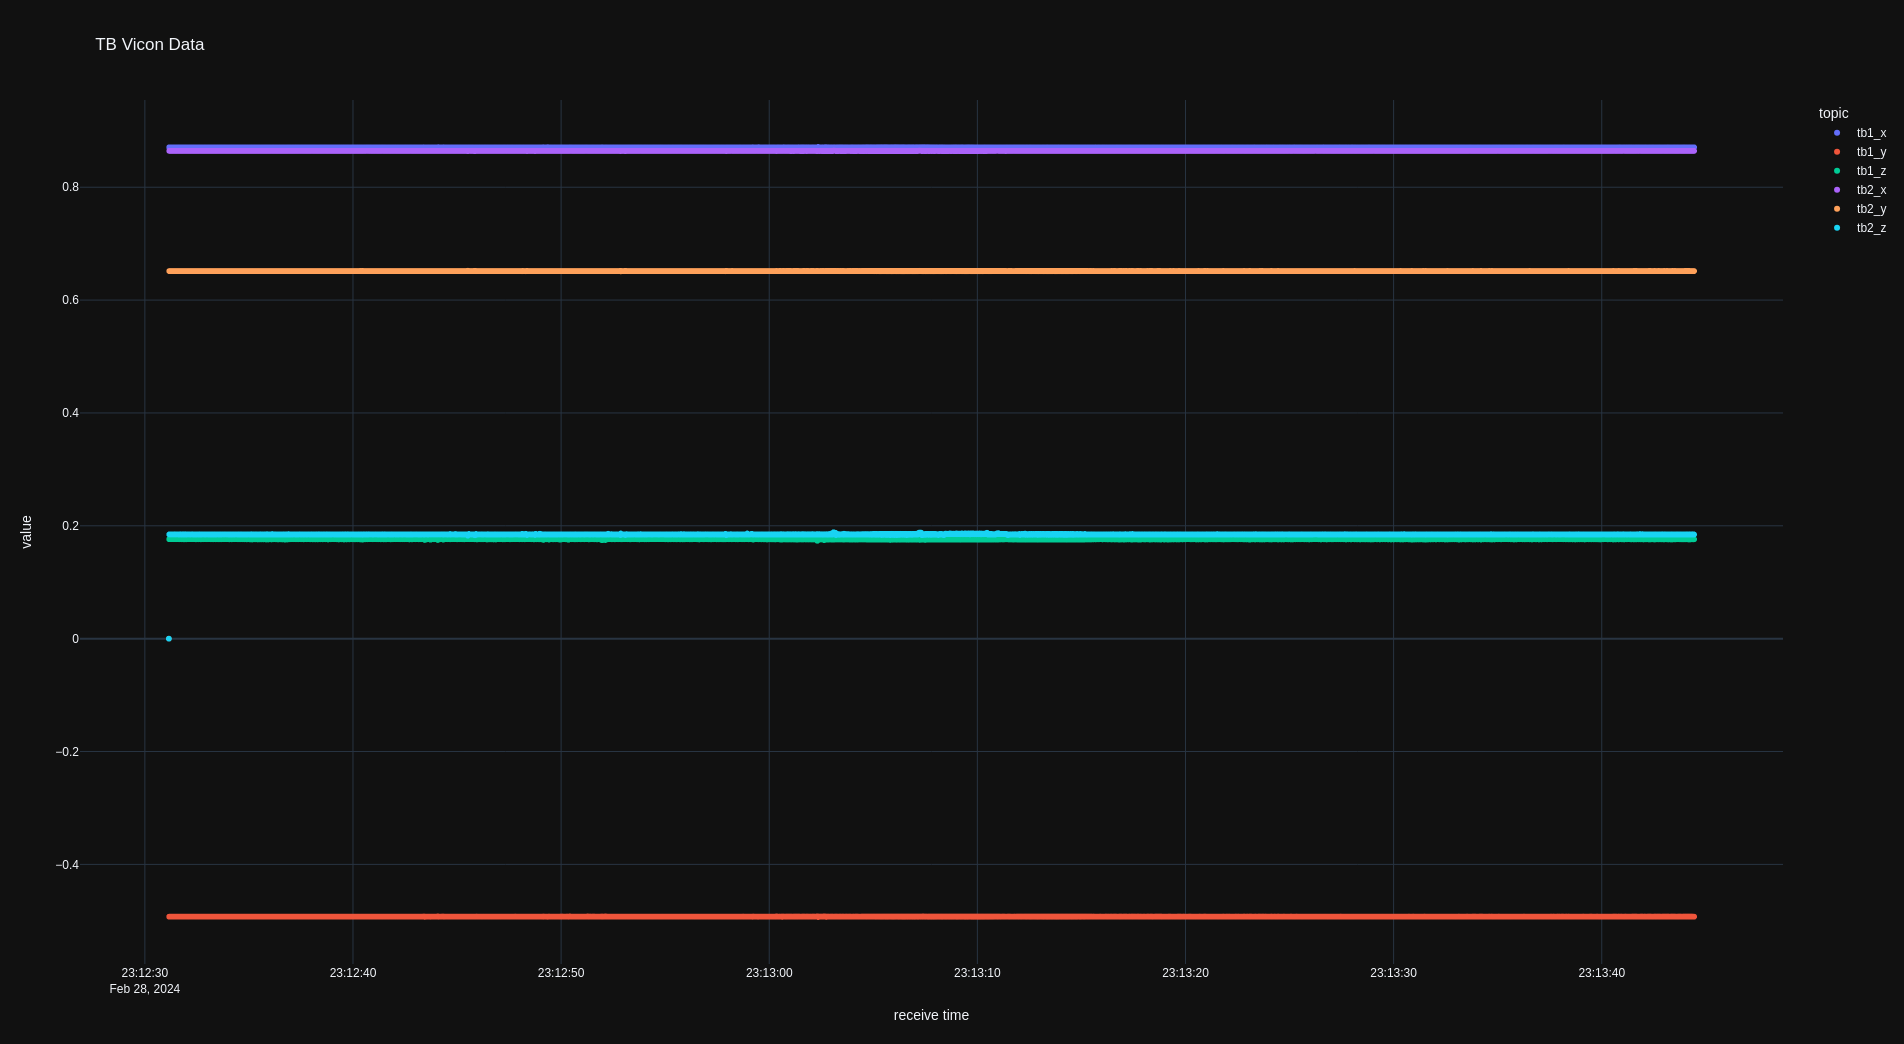 TB Vicon Data
topic
tb1_x
tb1_y
tb1_z
tb2_x
tb2_y
tb2_z
value
0.8
0.6
0.4
0.2
0
−0.2
−0.4
23:12:30 23:12:40 23:12:50 23:13:00 23:13:10 23:13:20 23:13:30 23:13:40
Feb 28, 2024
receive time